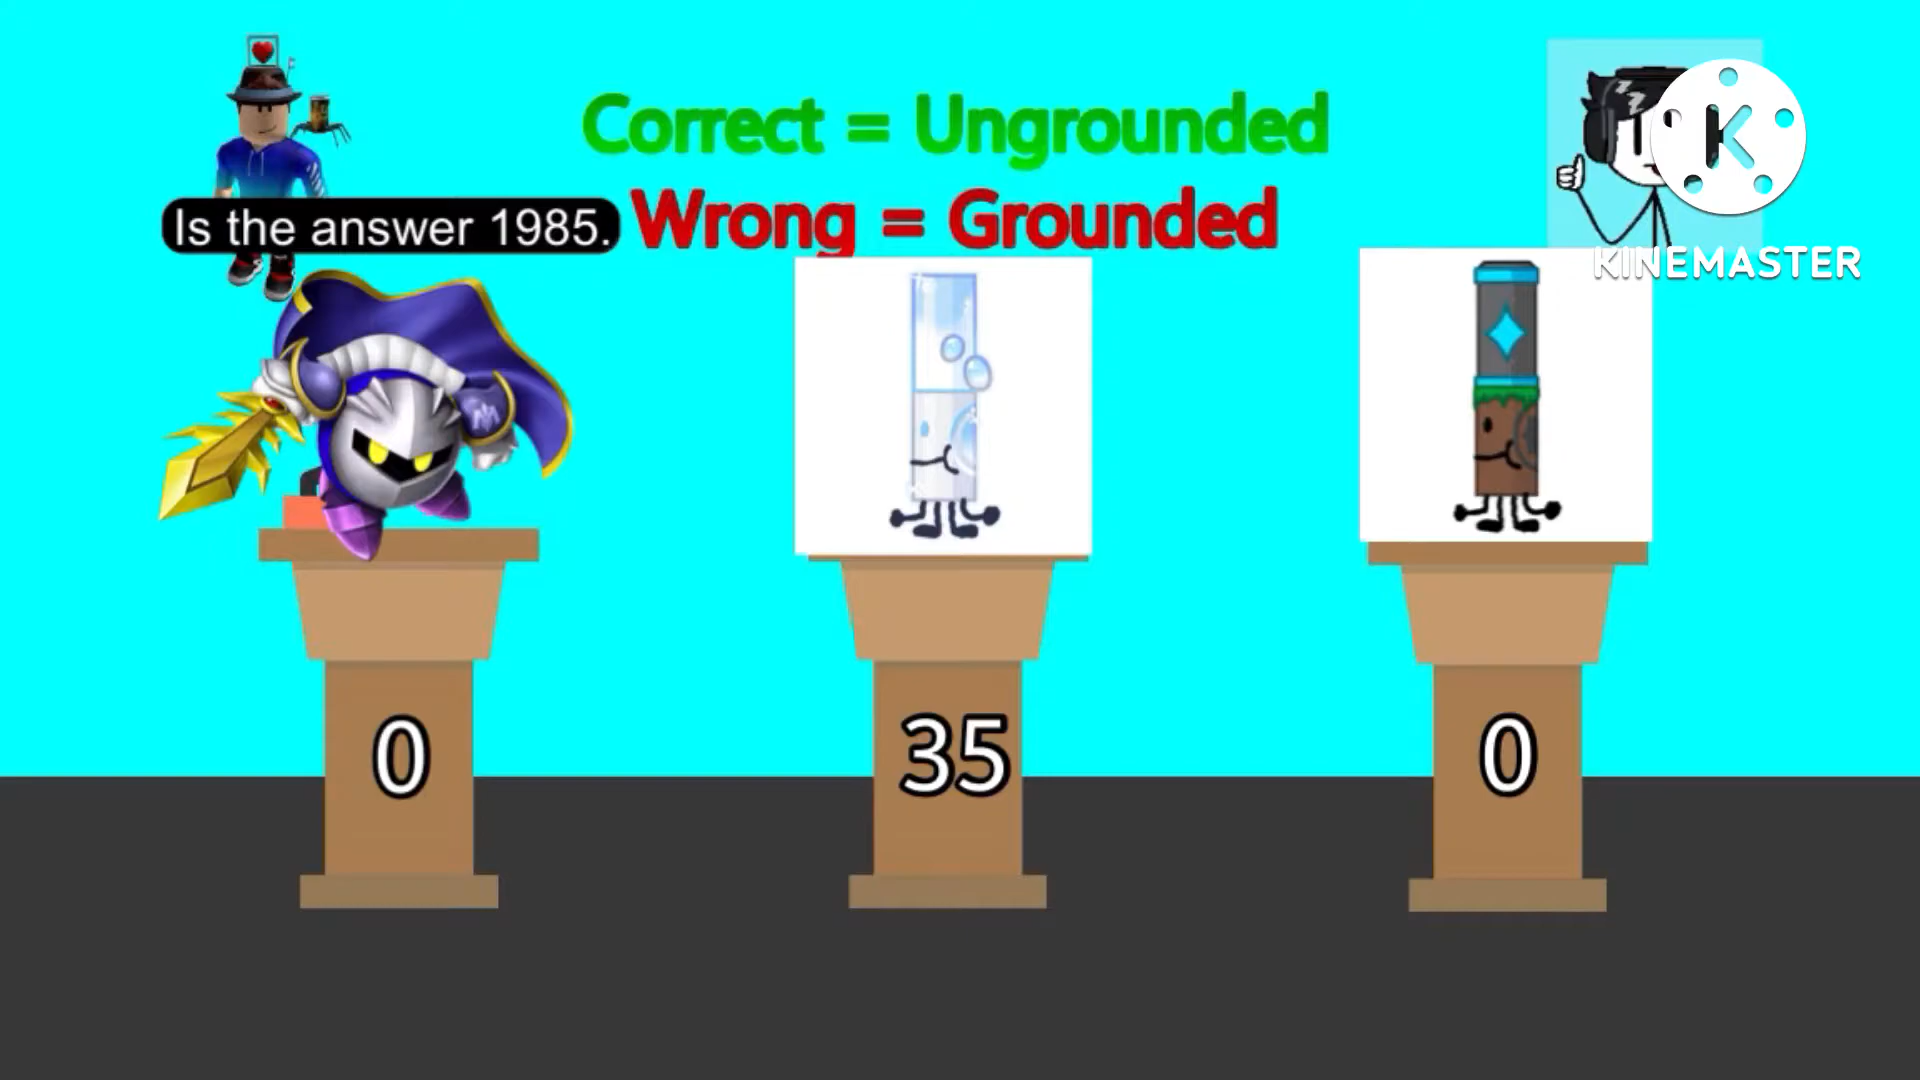 Correct = Ungrounded
Wrong = Grounded
Is the answer 1985.
K
KINEMASTER
0
35
0